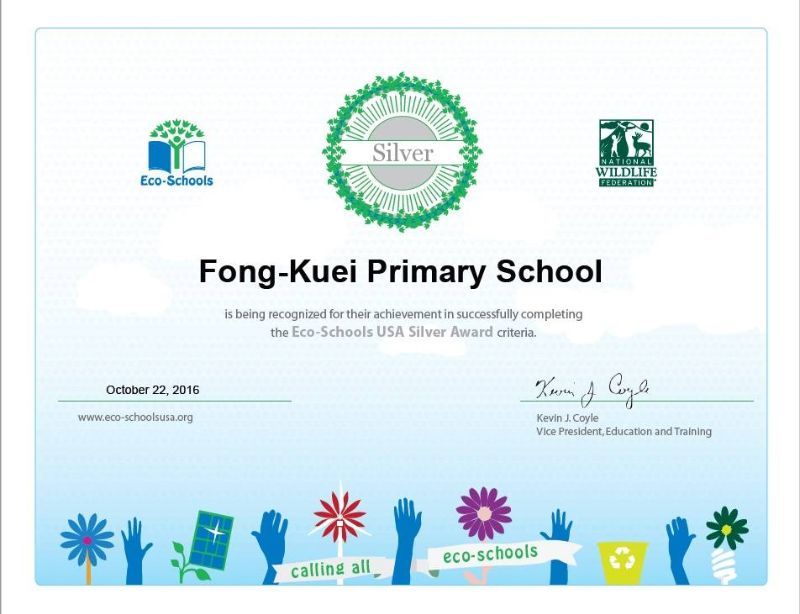 Silver
Eco-Schools
NATIONAL
WILDLIFE
FEDERATION
Fong-Kuei Primary School
is being recognized for their achievement in successfully completing
the Eco-Schools USA Silver Award criteria.
October 22, 2016
www.eco-schoolsusa.org
Kevin J Coyle
Kevin J. Coyle
Vice President, Education and Training
calling all
eco-schools